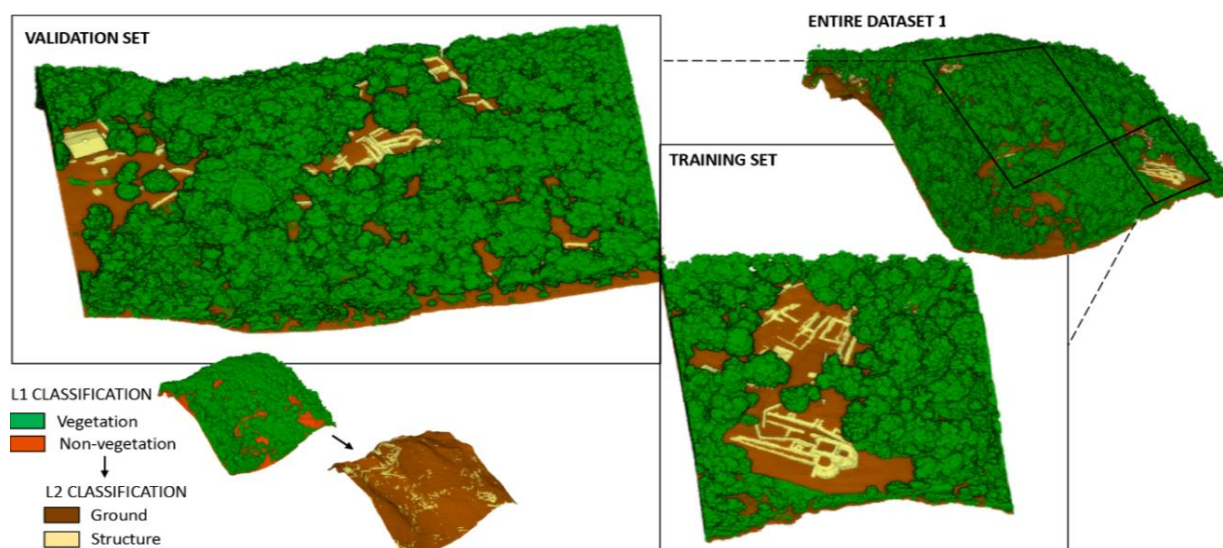 VALIDATION SET
ENTIRE DATASET 1
TRAINING SET
L1 CLASSIFICATION
Vegetation
Non-vegetation
L2 CLASSIFICATION
Ground
Structure